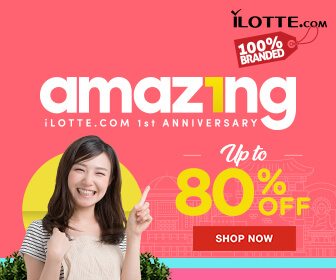 iLOTTE.COM
100%
BRANDED
amaz1ng
iLOTTE.COM 1st ANNIVERSARY
Up to
80%
OFF
SHOP NOW